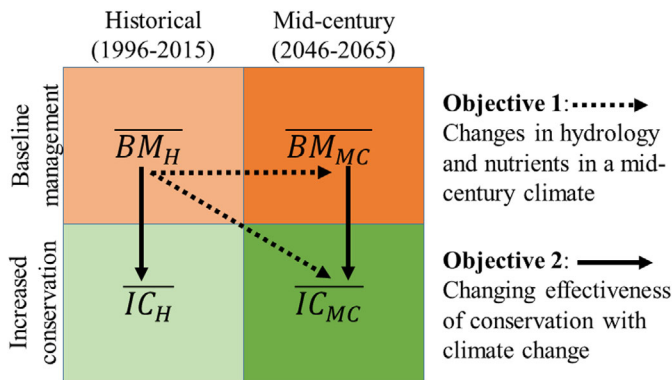 Historical
(1996-2015)
Mid-century
(2046-2065)
Baseline
management
Increased
conservation
BM_H
BM_MC
IC_H
IC_MC
Objective 1:
Changes in hydrology
and nutrients in a mid-
century climate
Objective 2:
Changing effectiveness
of conservation with
climate change